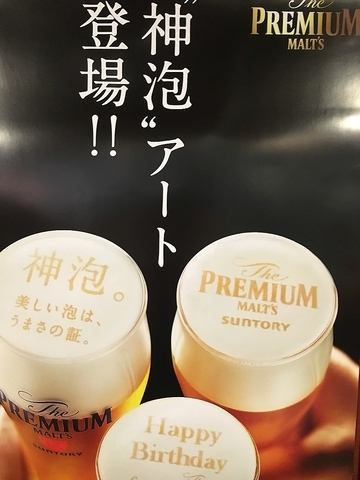 The
PREMIUM
MALT'S
"神泡"アート
登場!!
神泡。
美しい泡は、
うまさの証。
The
PREMIUM
MALT'S
SUNTORY
The
PREMIUM
MALT'S
SUNTORY
Happy
Birthday